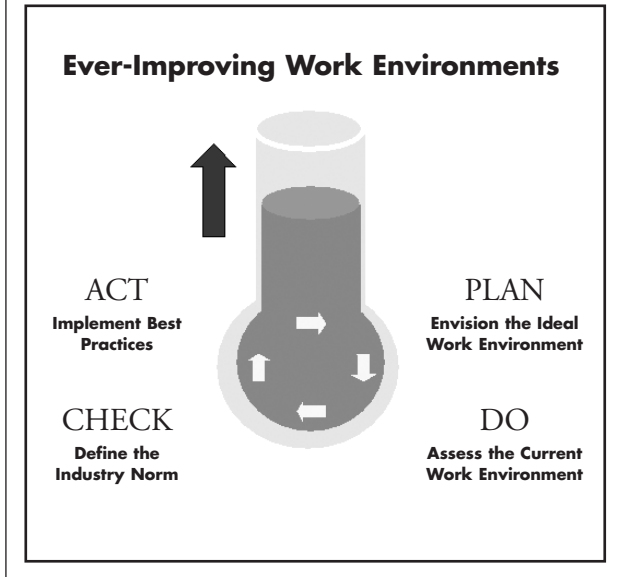 Ever-Improving Work Environments
ACT
Implement Best
Practices
PLAN
Envision the Ideal
Work Environment
CHECK
Define the
Industry Norm
DO
Assess the Current
Work Environment